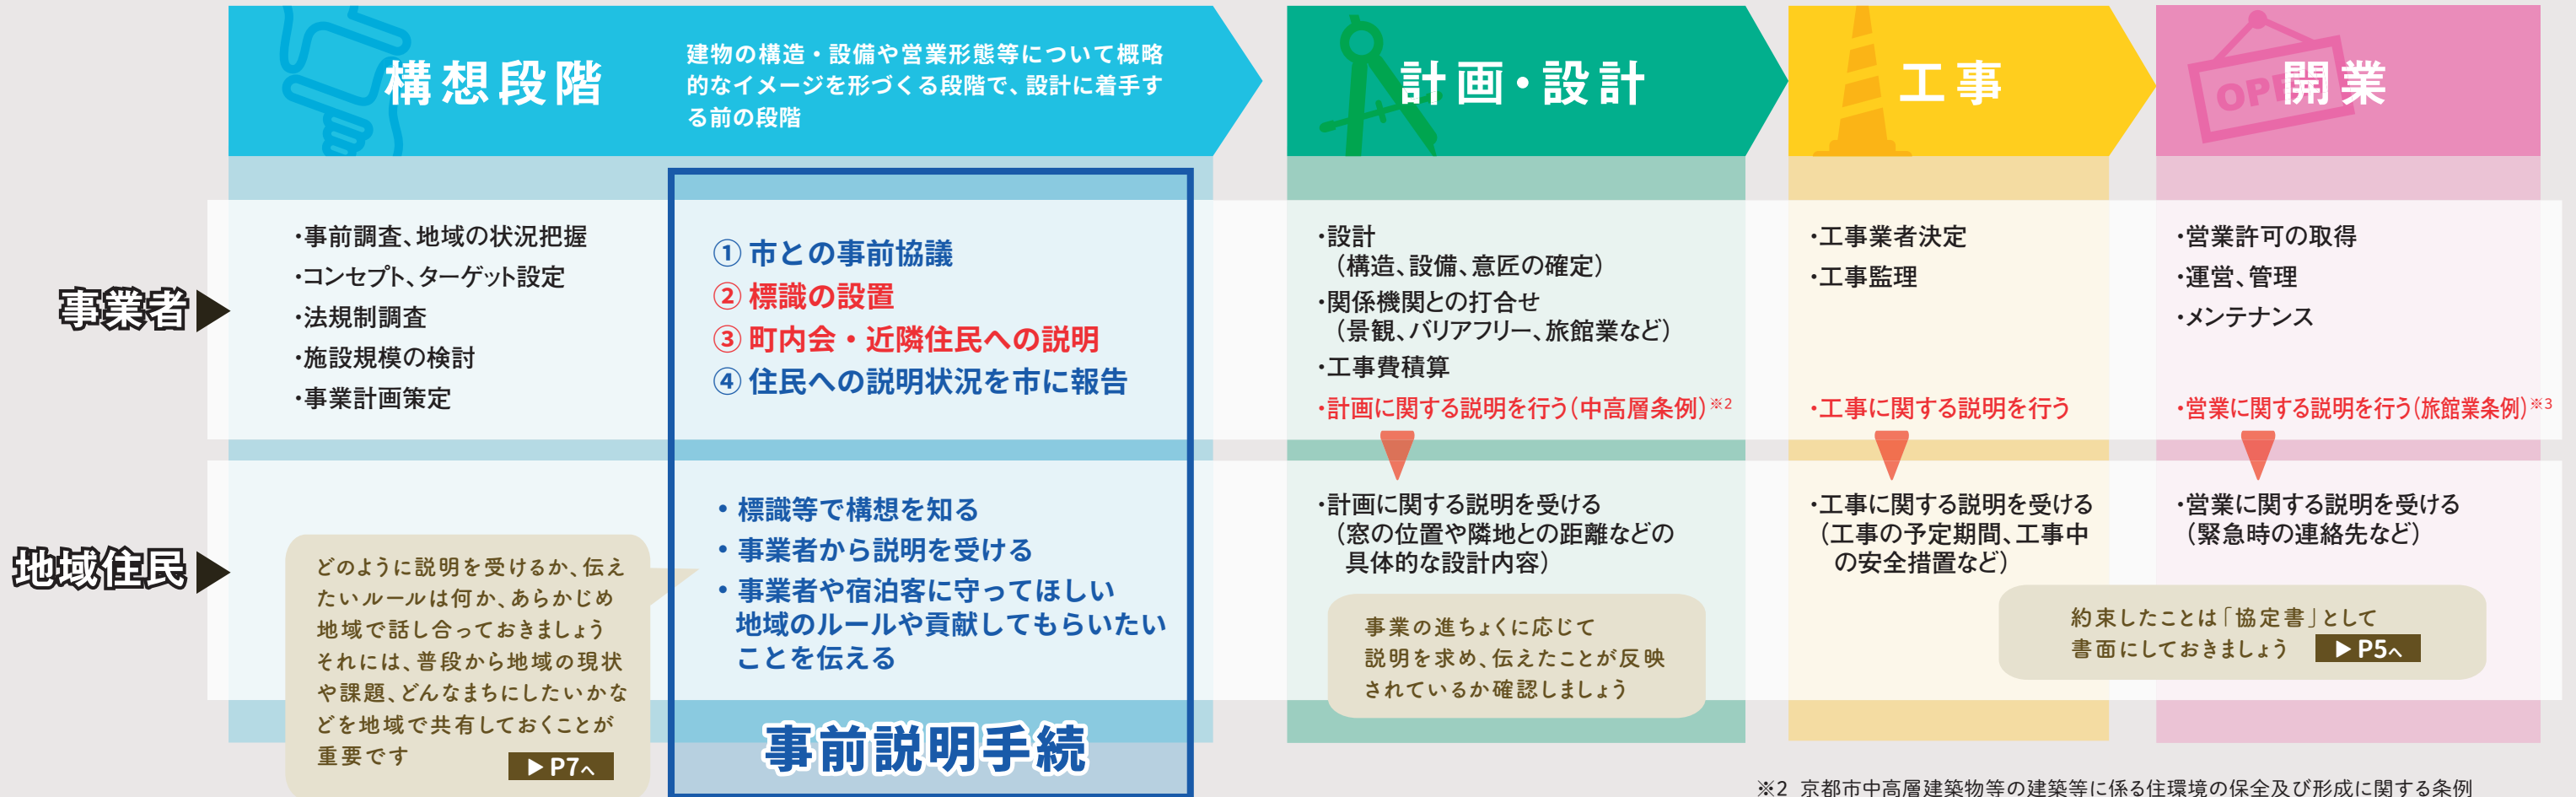 構想段階
建物の構造・設備や営業形態等について概略
的なイメージを形づくる段階で、設計に着手す
る前の段階
計画・設計
工事
開業
事業者
・事前調査、地域の状況把握
・コンセプト、ターゲット設定
・法規制調査
・施設規模の検討
・事業計画策定
① 市との事前協議
② 標識の設置
③ 町内会・近隣住民への説明
④ 住民への説明状況を市に報告
・設計
（構造、設備、意匠の確定）
・関係機関との打合せ
（景観、バリアフリー、旅館業など）
・工事費積算
・計画に関する説明を行う（中高層条例）※2
・工事業者決定
・工事監理
・工事に関する説明を行う
・営業許可の取得
・運営、管理
・メンテナンス
・営業に関する説明を行う（旅館業条例）※3
地域住民
どのように説明を受けるか、伝え
たいルールは何か、あらかじめ
地域で話し合っておきましょう
それには、普段から地域の現状
や課題、どんなまちにしたいかな
どを地域で共有しておくことが
重要です
▶P7へ
・標識等で構想を知る
・事業者から説明を受ける
・事業者や宿泊客に守ってほしい
地域のルールや貢献してもらいたい
ことを伝える
事前説明手続
・計画に関する説明を受ける
（窓の位置や隣地との距離などの
具体的な設計内容）
事業の進ちょくに応じて
説明を求め、伝えたことが反映
されているか確認しましょう
・工事に関する説明を受ける
（工事の予定期間、工事中
の安全措置など）
・営業に関する説明を受ける
（緊急時の連絡先など）
約束したことは「協定書」として
書面にしておきましょう
▶P5へ
※2 京都市中高層建築物等の建築等に係る住環境の保全及び形成に関する条例